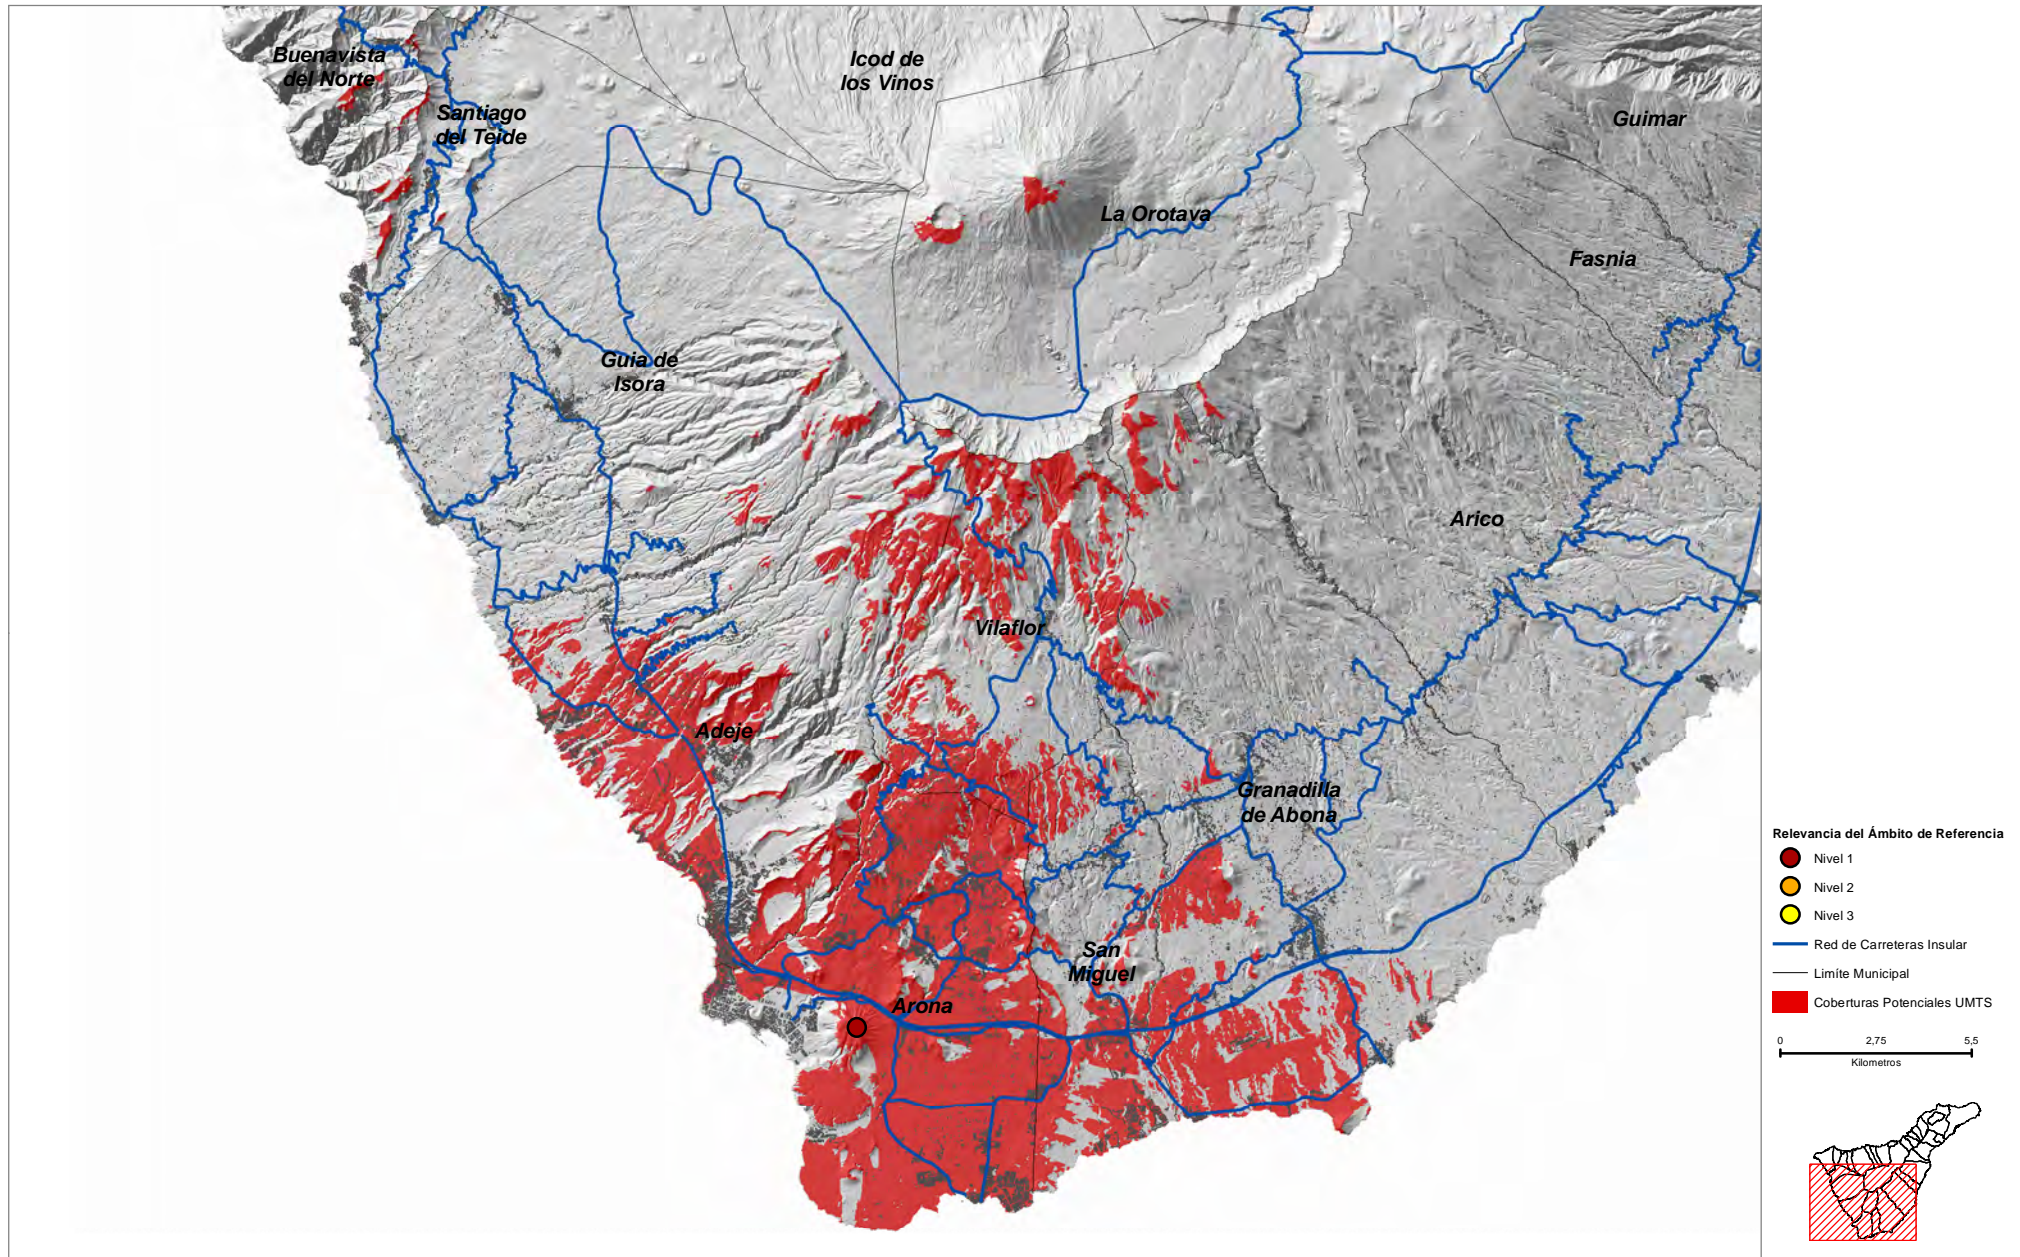 Buenavista
del Norte
Icod de
los Vinos
Santiago
del Teide
Guimar
La Orotava
Fasnia
Guia de
Isora
Arico
Vilaflor
Adeje
Granadilla
de Abona
San
Miguel
Arona
Relevancia del Ámbito de Referencia
Nivel 1
Nivel 2
Nivel 3
Red de Carreteras Insular
Limíte Municipal
Coberturas Potenciales UMTS
0 2,75 5,5
Kilometros